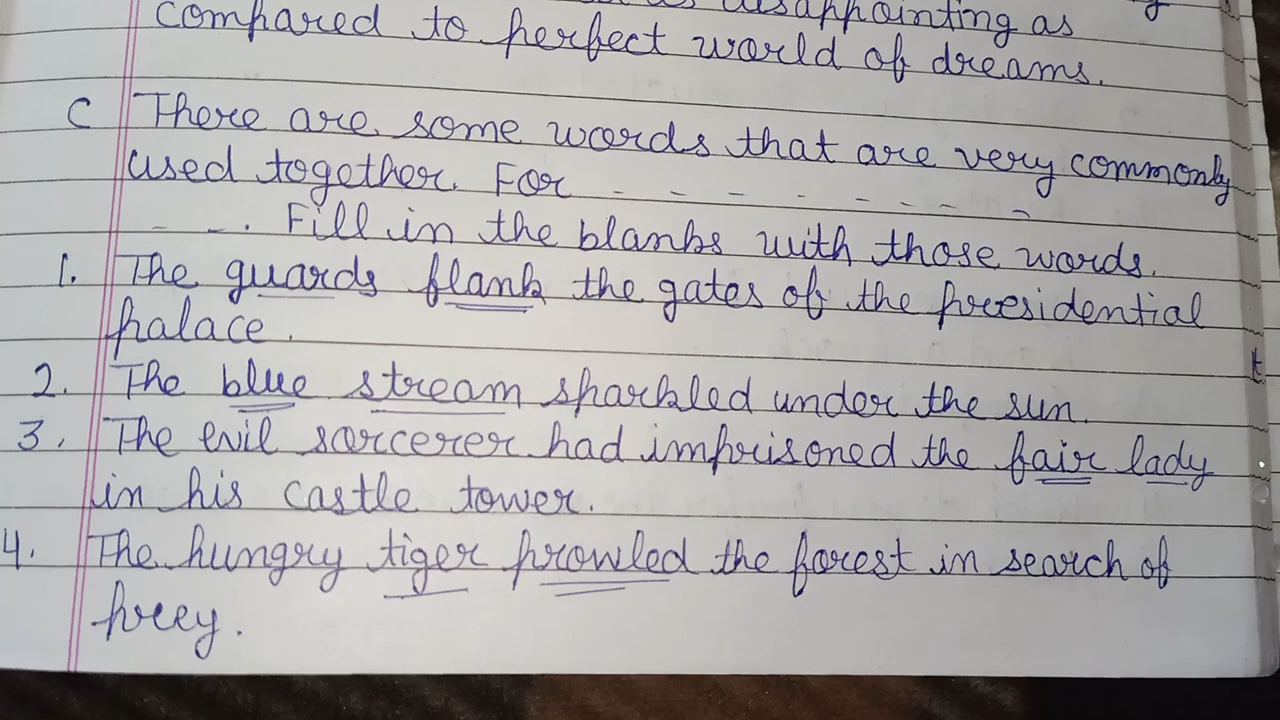 disappointing as
compared to perfect world of dreams.
C There are some words that are very commonly
used together. For - - - - - - - -
- -. Fill in the blanks with those words.
1. The guards flank the gates of the presidential
palace.
2. The blue stream sparkled under the sun.
3. The evil sorcerer had imprisoned the fair lady
in his castle tower.
4. The hungry tiger prowled the forest in search of
prey.